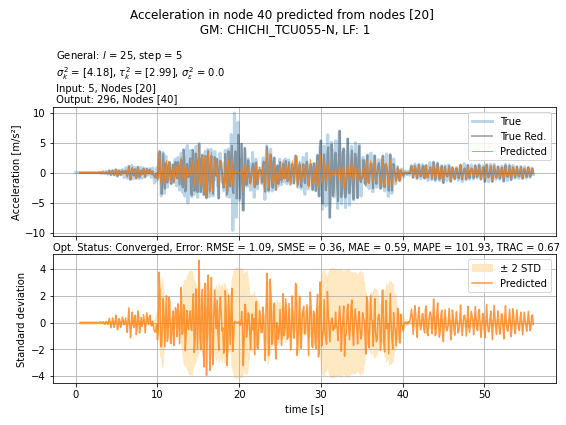 Acceleration in node 40 predicted from nodes [20]
GM: CHICHI_TCU055-N, LF: 1
General: l = 25, step = 5
σ²ₖ = [4.18], τ²ₖ = [2.99], σ²ε = 0.0
Input: 5, Nodes [20]
Output: 296, Nodes [40]
Acceleration [m/s²]
10
5
0
−5
−10
True
True Red.
Predicted
Opt. Status: Converged, Error: RMSE = 1.09, SMSE = 0.36, MAE = 0.59, MAPE = 101.93, TRAC = 0.67
Standard deviation
4
2
0
−2
−4
± 2 STD
Predicted
0 10 20 30 40 50
time [s]